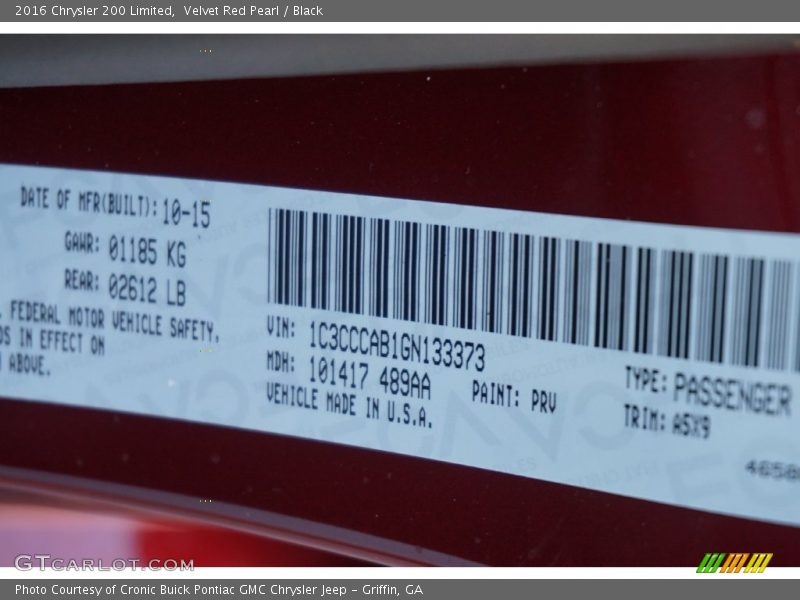 2016 Chrysler 200 Limited, Velvet Red Pearl / Black
DATE OF MFR(BUILT): 10-15
GAWR: 01185 KG
REAR: 02612 LB
FEDERAL MOTOR VEHICLE SAFETY,
DS IN EFFECT ON
ABOVE.
VIN: 1C3CCCAB1GN133373
MDH: 101417 489AA
VEHICLE MADE IN U.S.A.
PAINT: PRV
TYPE: PASSENGER
TRIM: A5X9
GTCARLOT.COM
Photo Courtesy of Cronic Buick Pontiac GMC Chrysler Jeep - Griffin, GA